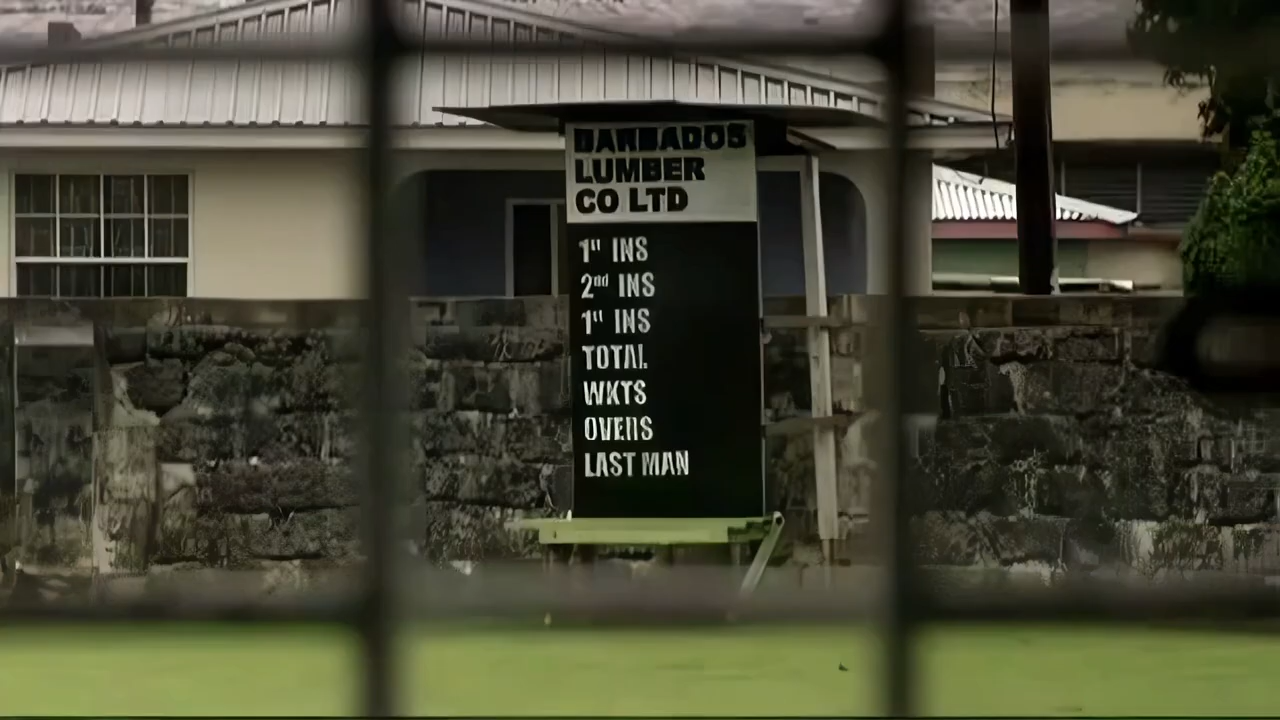 BARBADOS
LUMBER
CO LTD
1st INS
2nd INS
1st INS
TOTAL
WKTS
OVERS
LAST MAN